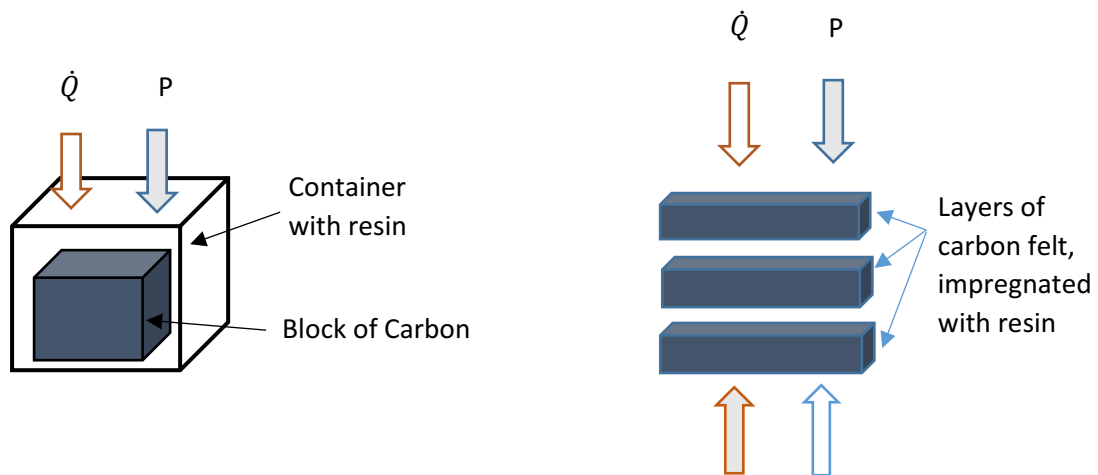 Q̇ P
Container
with resin
Block of Carbon
Q̇ P
Layers of
carbon felt,
impregnated
with resin